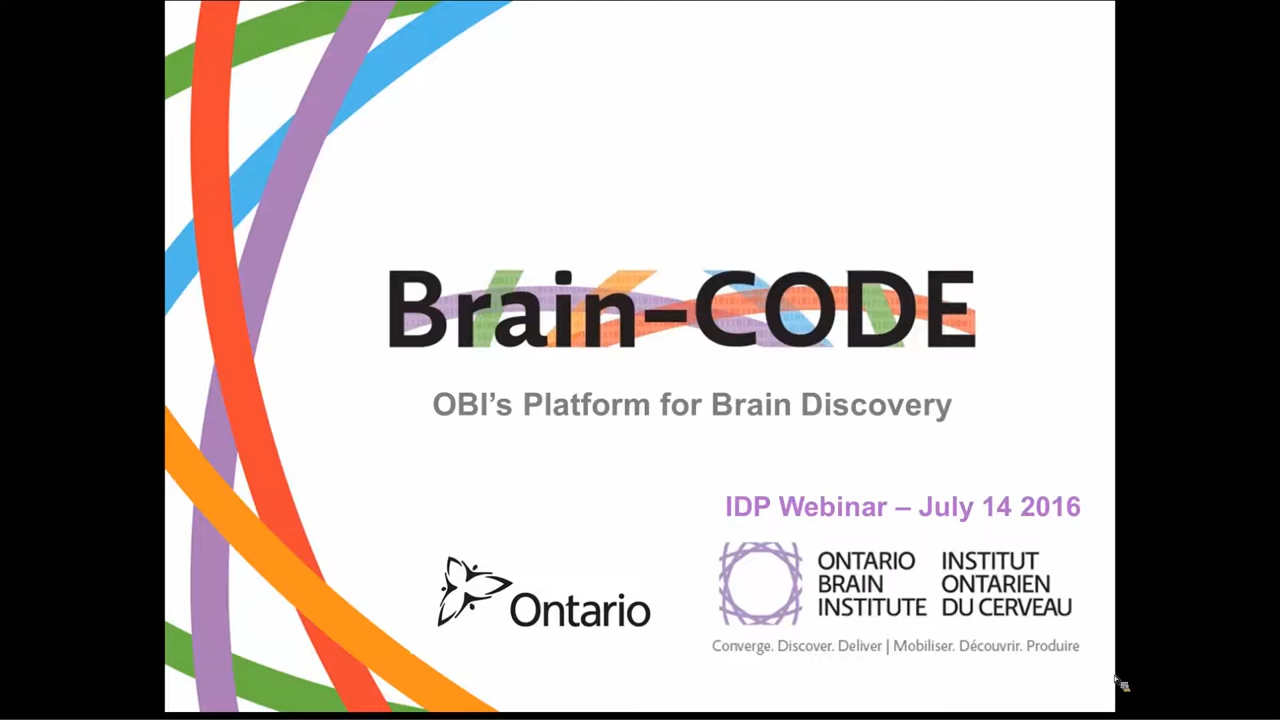 Brain-CODE
OBI's Platform for Brain Discovery
IDP Webinar – July 14 2016
Ontario
ONTARIO
BRAIN
INSTITUTE
INSTITUT
ONTARIEN
DU CERVEAU
Converge. Discover. Deliver | Mobiliser. Découvrir. Produire